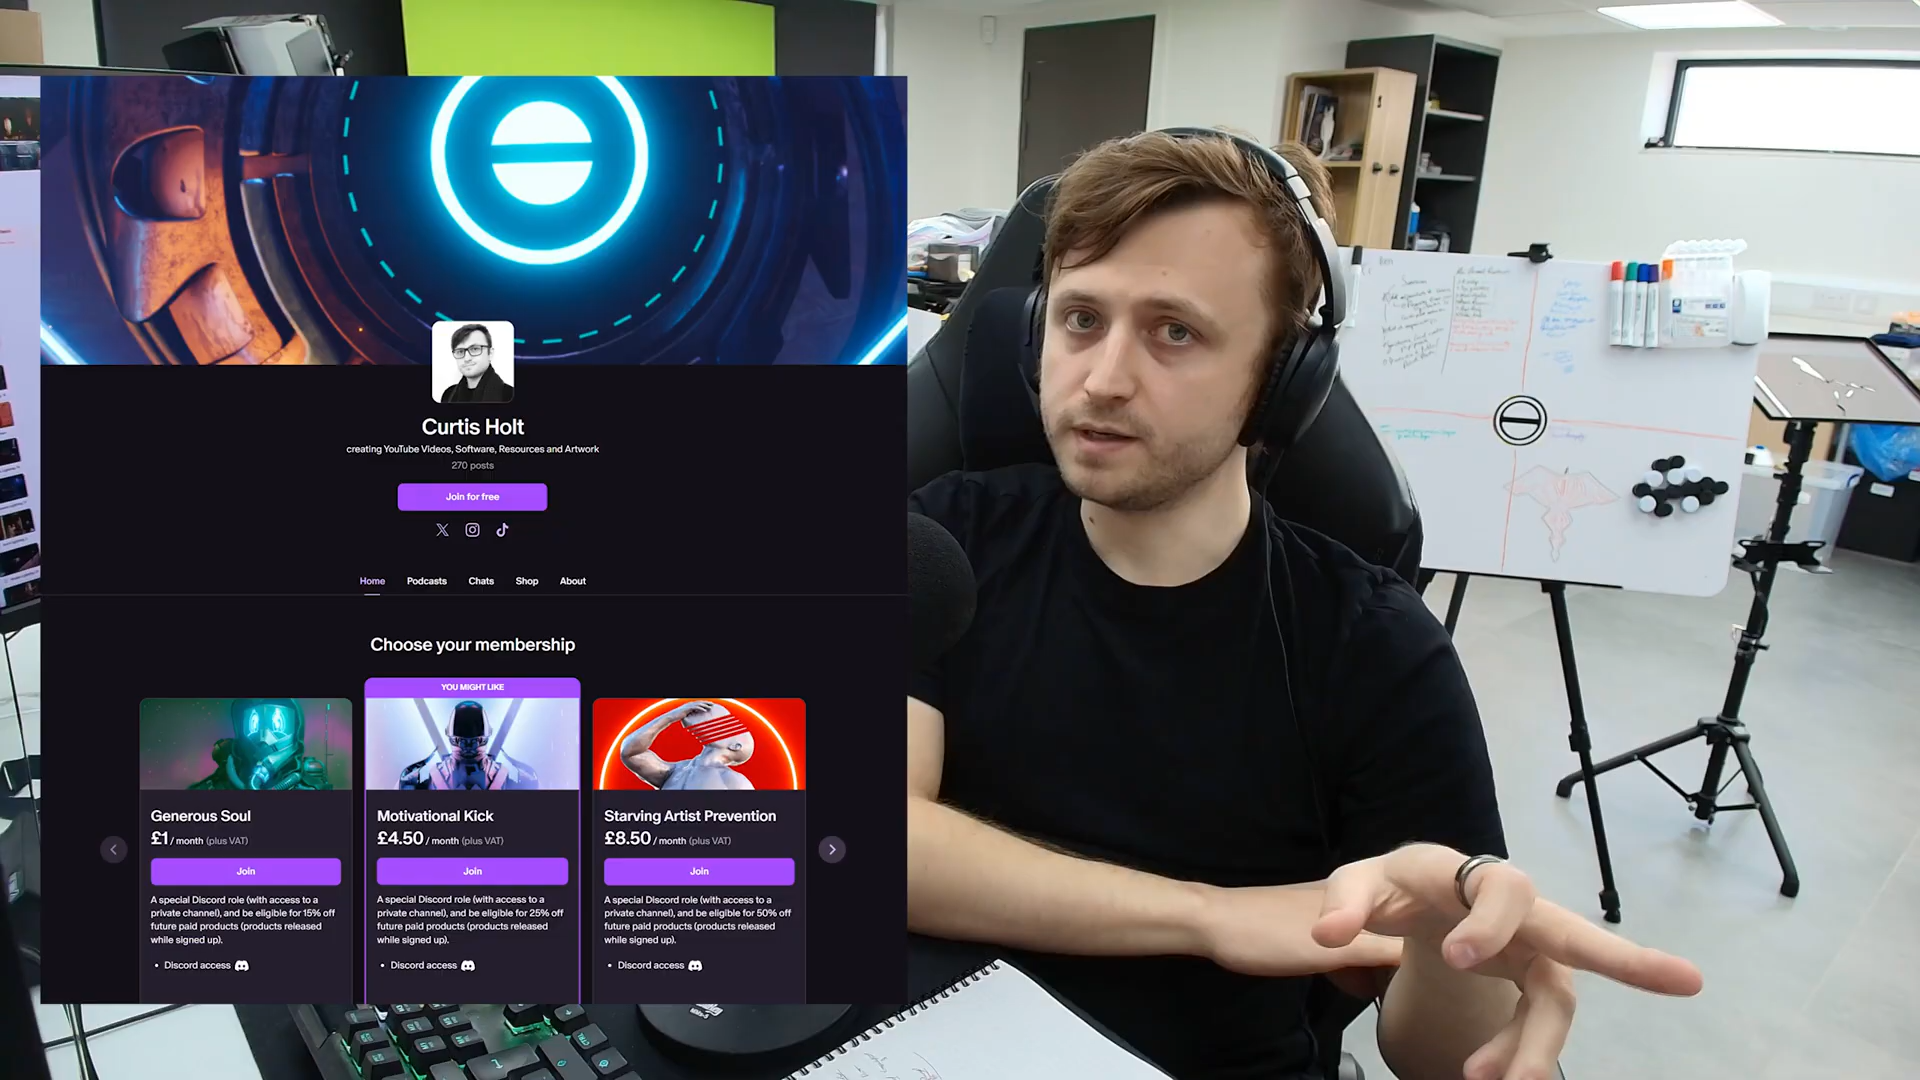 Curtis Holt
creating YouTube Videos, Software, Resources and Artwork
270 posts
Join for free
Home Podcasts Chats Shop About
Choose your membership
Generous Soul
£1 / month (plus VAT)
Join
A special Discord role (with access to a
private channel), and be eligible for 15% off
future paid products (products released
while signed up).
• Discord access
YOU MIGHT LIKE
Motivational Kick
£4.50 / month (plus VAT)
Join
A special Discord role (with access to a
private channel), and be eligible for 25% off
future paid products (products released
while signed up).
• Discord access
Starving Artist Prevention
£8.50 / month (plus VAT)
Join
A special Discord role (with access to a
private channel), and be eligible for 50% off
future paid products (products released
while signed up).
• Discord access